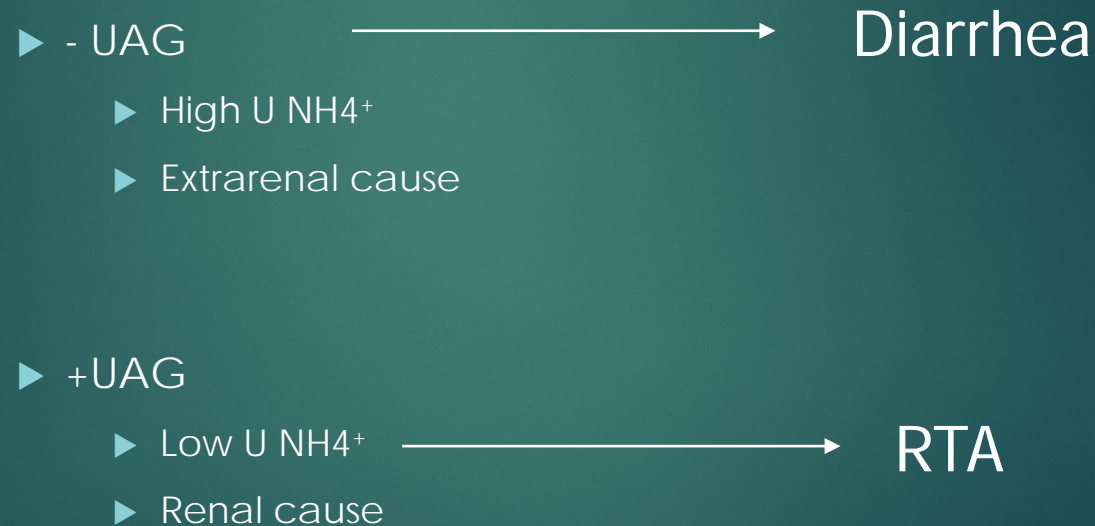 - UAG
Diarrhea
High U NH4⁺
Extrarenal cause
+UAG
Low U NH4⁺
RTA
Renal cause